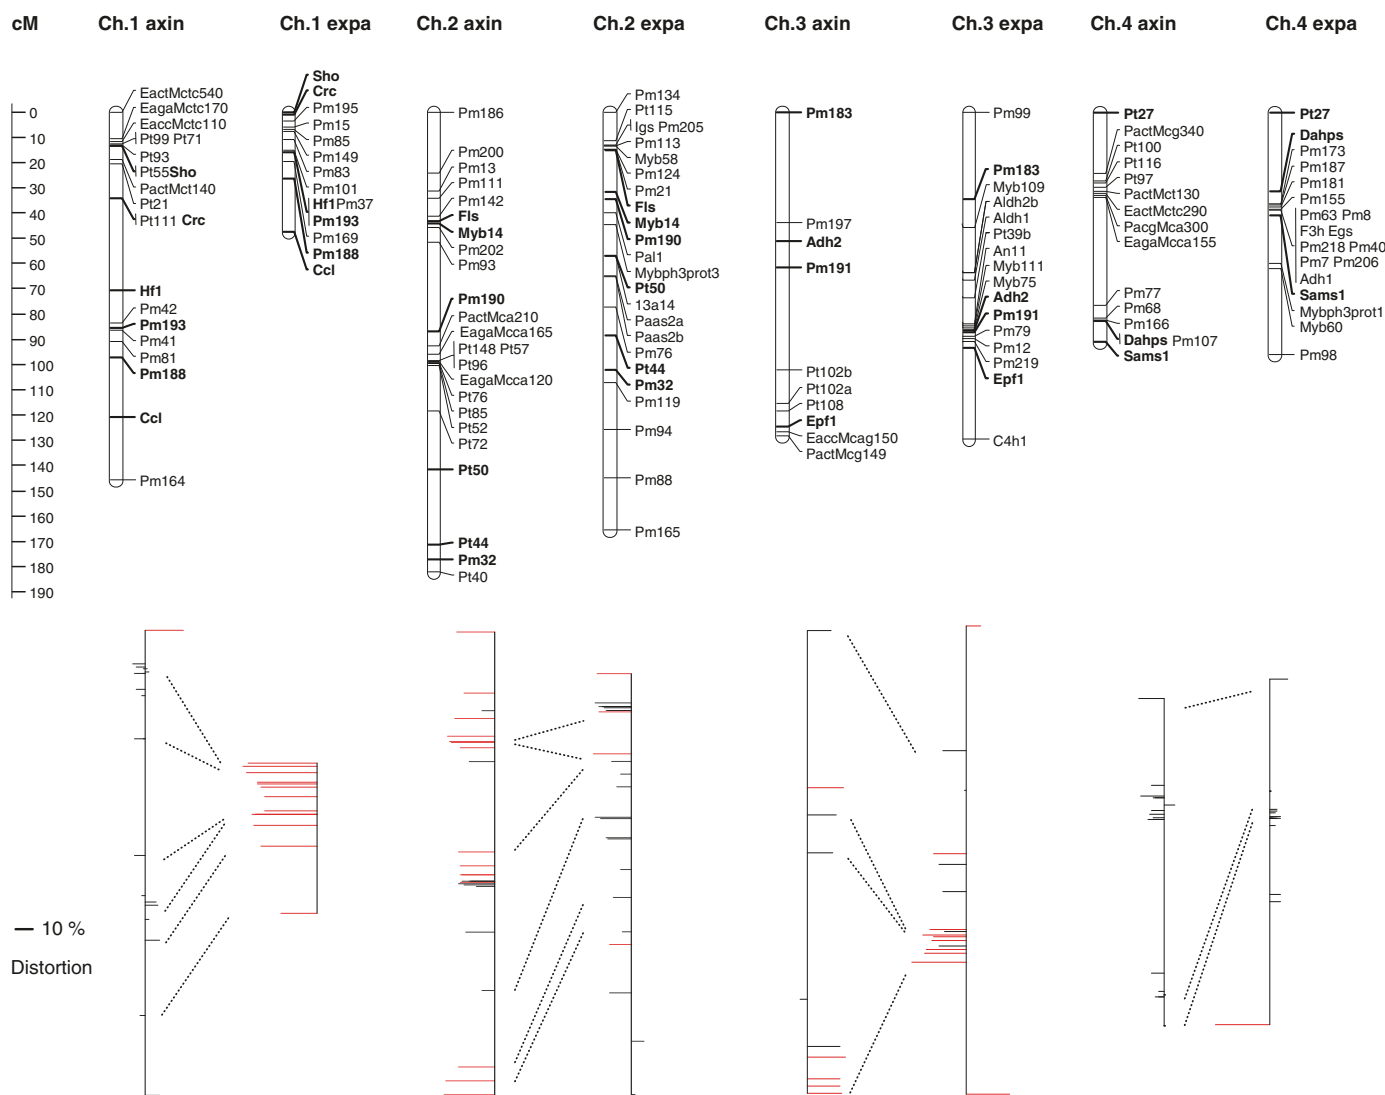 cM
Ch.1 axin
Ch.1 expa
Ch.2 axin
Ch.2 expa
Ch.3 axin
Ch.3 expa
Ch.4 axin
Ch.4 expa
0
10
20
30
40
50
60
70
80
90
100
110
120
130
140
150
160
170
180
190
EactMctc540
EagaMctc170
EaccMctc110
Pt99 Pt71
Pt93
Pt55Sho
PactMct140
Pt21
Pt111 Crc
Hf1
Pm42
Pm193
Pm41
Pm81
Pm188
Ccl
Pm164
Sho
Crc
Pm195
Pm15
Pm85
Pm149
Pm83
Pm101
Hf1Pm37
Pm193
Pm169
Pm188
Ccl
Pm186
Pm200
Pm13
Pm111
Pm142
Fls
Myb14
Pm202
Pm93
Pm190
PactMca210
EagaMcca165
Pt148 Pt57
Pt96
EagaMcca120
Pt76
Pt85
Pt52
Pt72
Pt50
Pt44
Pm32
Pt40
Pm134
Pt115
Igs Pm205
Pm113
Myb58
Pm124
Pm21
Fls
Myb14
Pm190
Pal1
Mybph3prot3
Pt50
13a14
Paas2a
Paas2b
Pm76
Pt44
Pm32
Pm119
Pm94
Pm88
Pm165
Pm183
Pm197
Adh2
Pm191
Pt102b
Pt102a
Pt108
Epf1
EaccMcag150
PactMcg149
Pm99
Pm183
Myb109
Aldh2b
Aldh1
Pt39b
An11
Myb111
Myb75
Adh2
Pm191
Pm79
Pm12
Pm219
Epf1
C4h1
Pt27
PactMcg340
Pt100
Pt116
Pt97
PactMct130
EactMctc290
PacgMca300
EagaMcca155
Pm77
Pm68
Pm166
Dahps Pm107
Sams1
Pt27
Dahps
Pm173
Pm187
Pm181
Pm155
Pm63 Pm8
F3h Egs
Pm218 Pm40
Pm7 Pm206
Adh1
Sams1
Mybph3prot1
Myb60
Pm98
10 %
Distortion